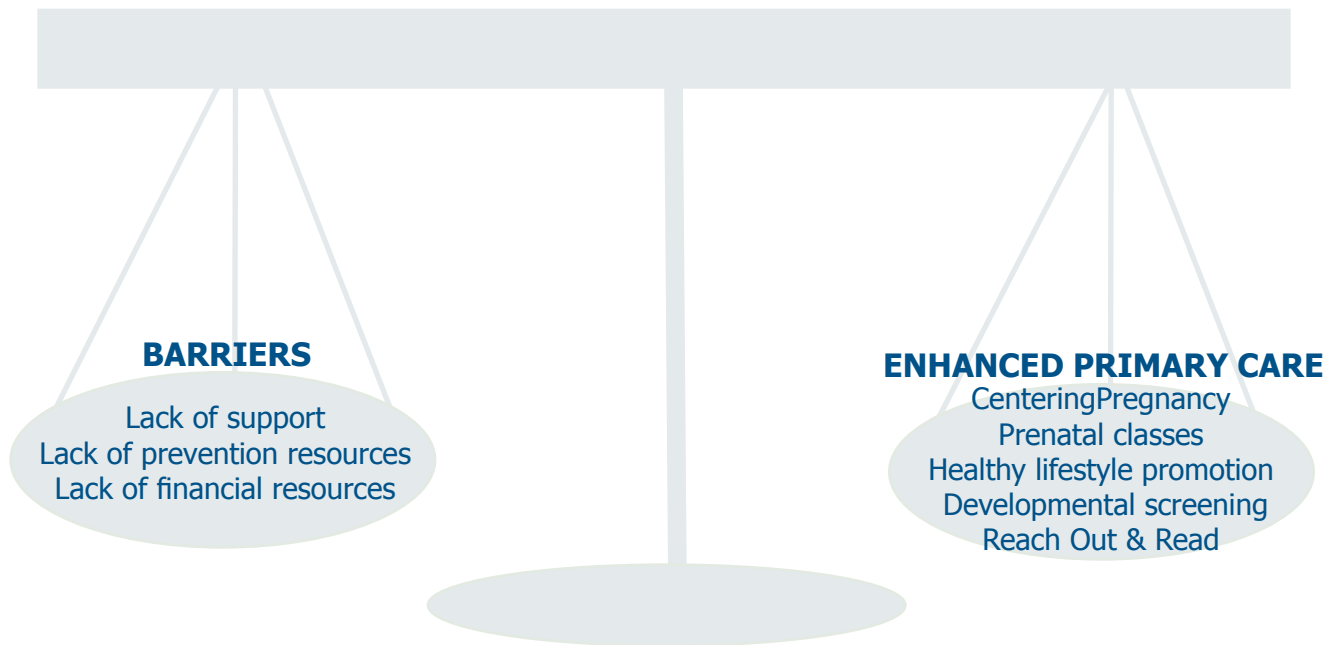 BARRIERS
Lack of support
Lack of prevention resources
Lack of financial resources
ENHANCED PRIMARY CARE
CenteringPregnancy
Prenatal classes
Healthy lifestyle promotion
Developmental screening
Reach Out & Read